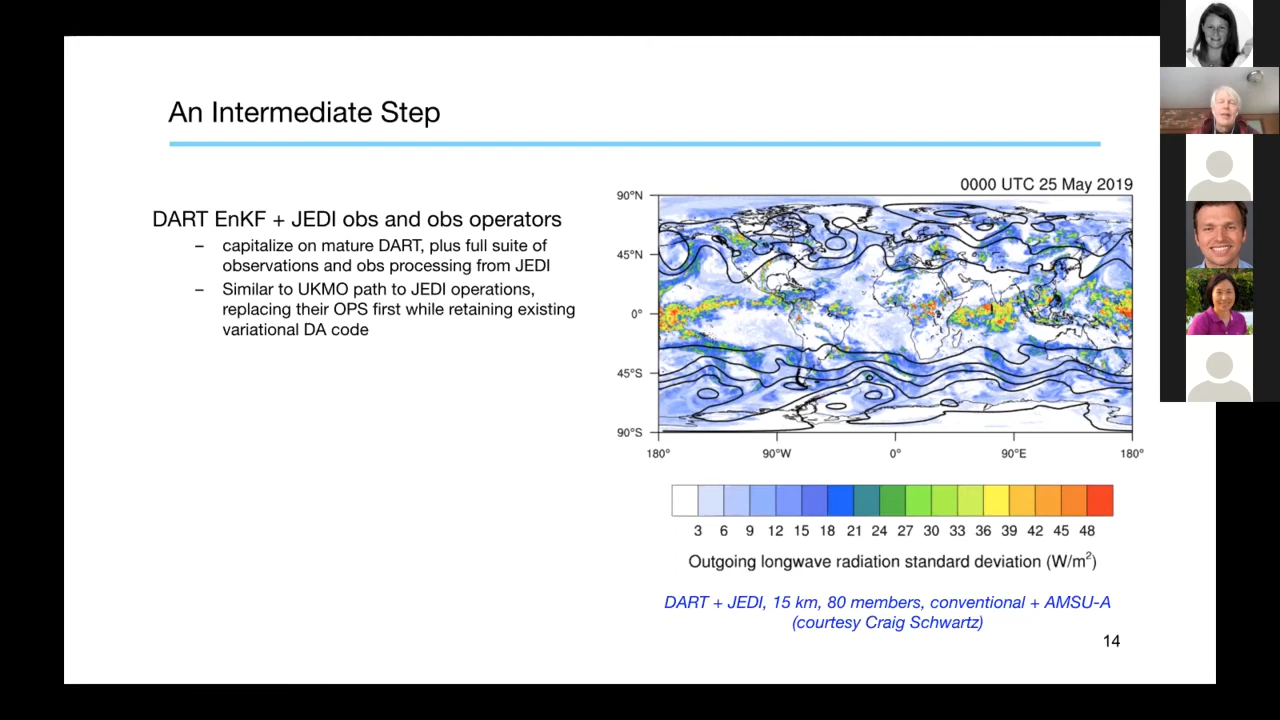 An Intermediate Step
DART EnKF + JEDI obs and obs operators
– capitalize on mature DART, plus full suite of
observations and obs processing from JEDI
– Similar to UKMO path to JEDI operations,
replacing their OPS first while retaining existing
variational DA code
0000 UTC 25 May 2019
90°N
45°N
0°
45°S
90°S
180° 90°W 0° 90°E 180°
3 6 9 12 15 18 21 24 27 30 33 36 39 42 45 48
Outgoing longwave radiation standard deviation (W/m²)
DART + JEDI, 15 km, 80 members, conventional + AMSU-A
(courtesy Craig Schwartz)
14